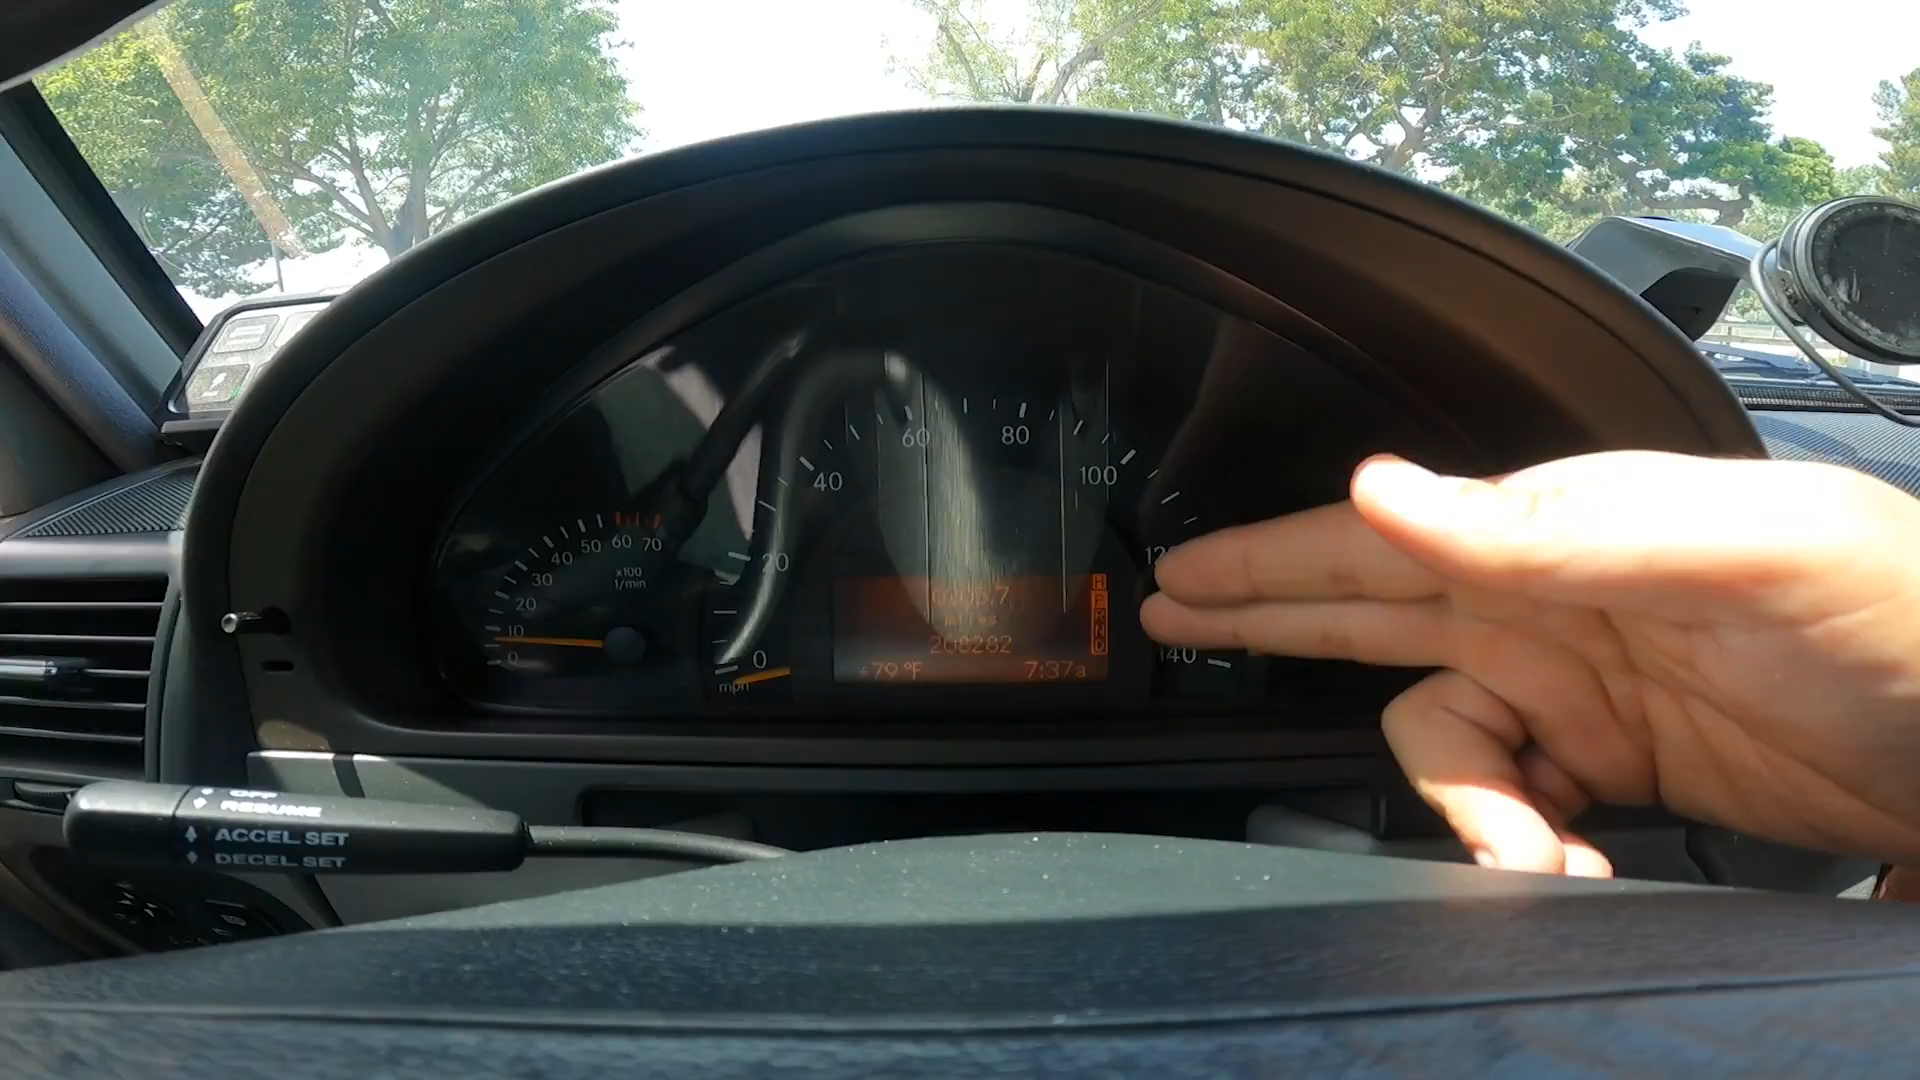 60 80
40 100
20
40 50 60 70
30
x100
1/min
20
10
0
0
mph
140
miles
208282
+79 °F 7:37a
H
P
R
N
D
OFF
RESUME
ACCEL SET
DECEL SET